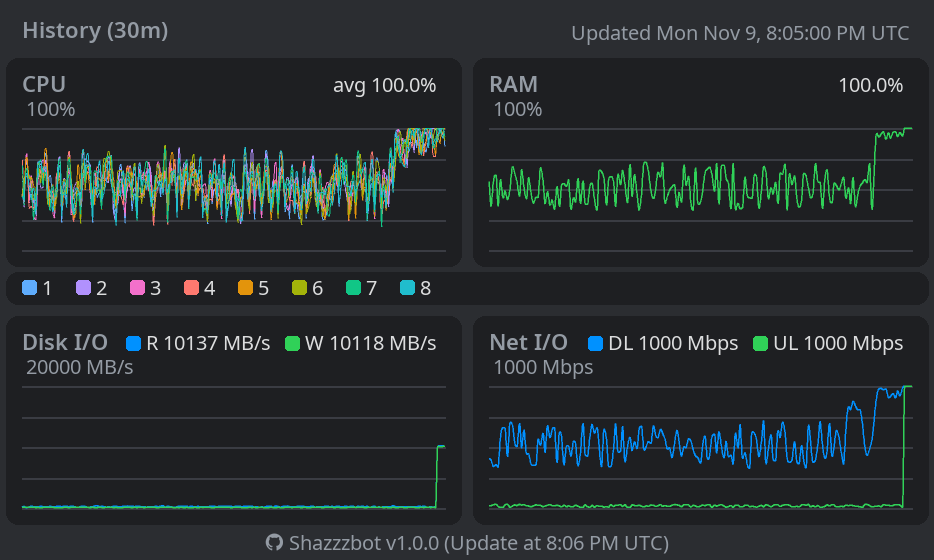 History (30m)
Updated Mon Nov 9, 8:05:00 PM UTC
CPU
avg 100.0%
100%
RAM
100.0%
100%
1 2 3 4 5 6 7 8
Disk I/O R 10137 MB/s W 10118 MB/s
20000 MB/s
Net I/O DL 1000 Mbps UL 1000 Mbps
1000 Mbps
Shazzzbot v1.0.0 (Update at 8:06 PM UTC)